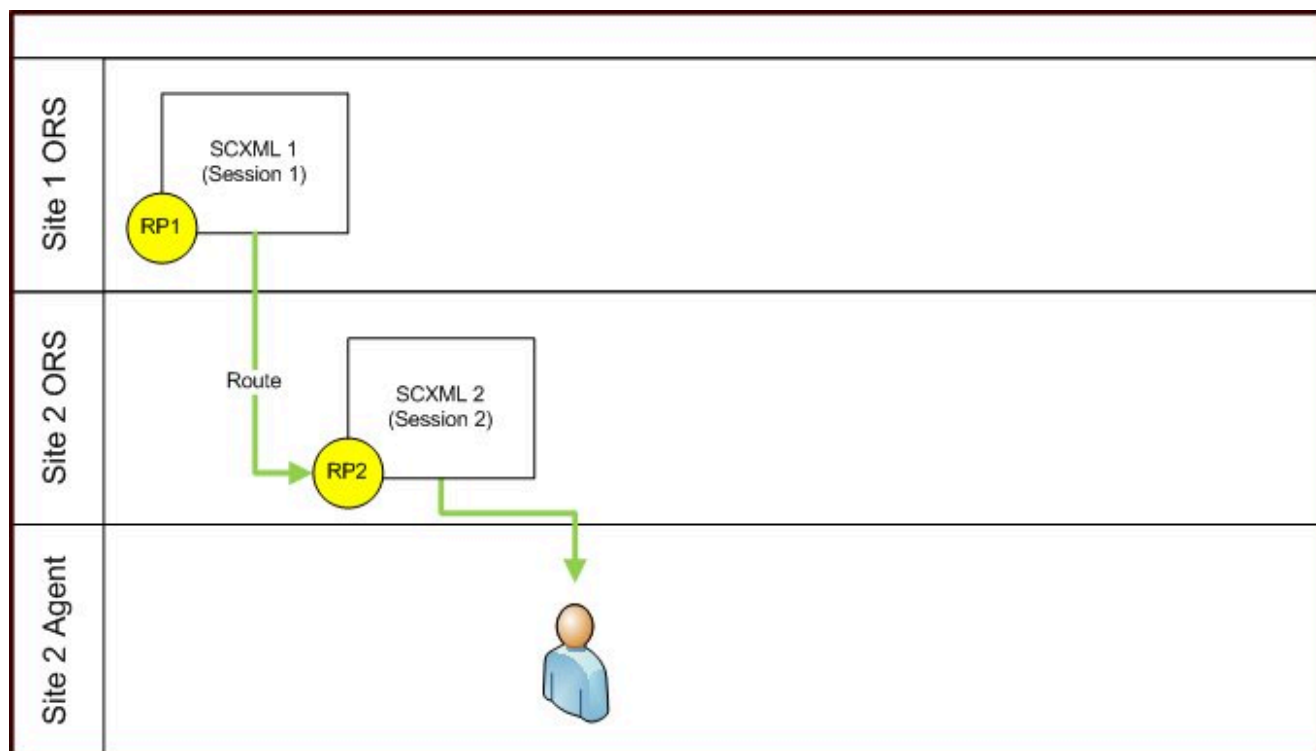 Site 1 ORS
SCXML 1
(Session 1)
RP1
Site 2 ORS
Route
SCXML 2
(Session 2)
RP2
Site 2 Agent